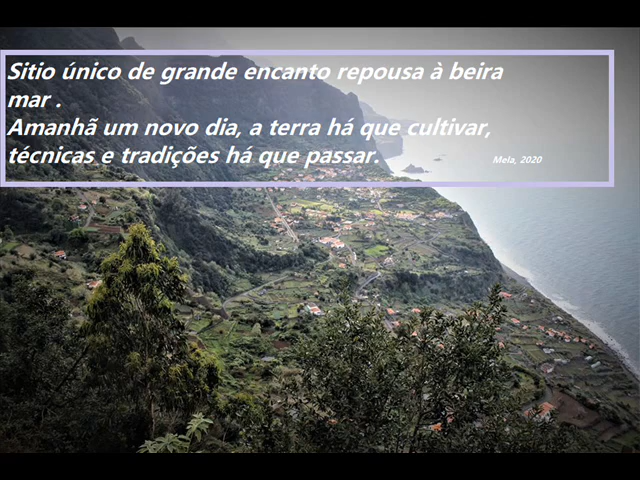 Sitio único de grande encanto repousa à beira
mar .
Amanhã um novo dia, a terra há que cultivar,
técnicas e tradições há que passar.
Mela, 2020